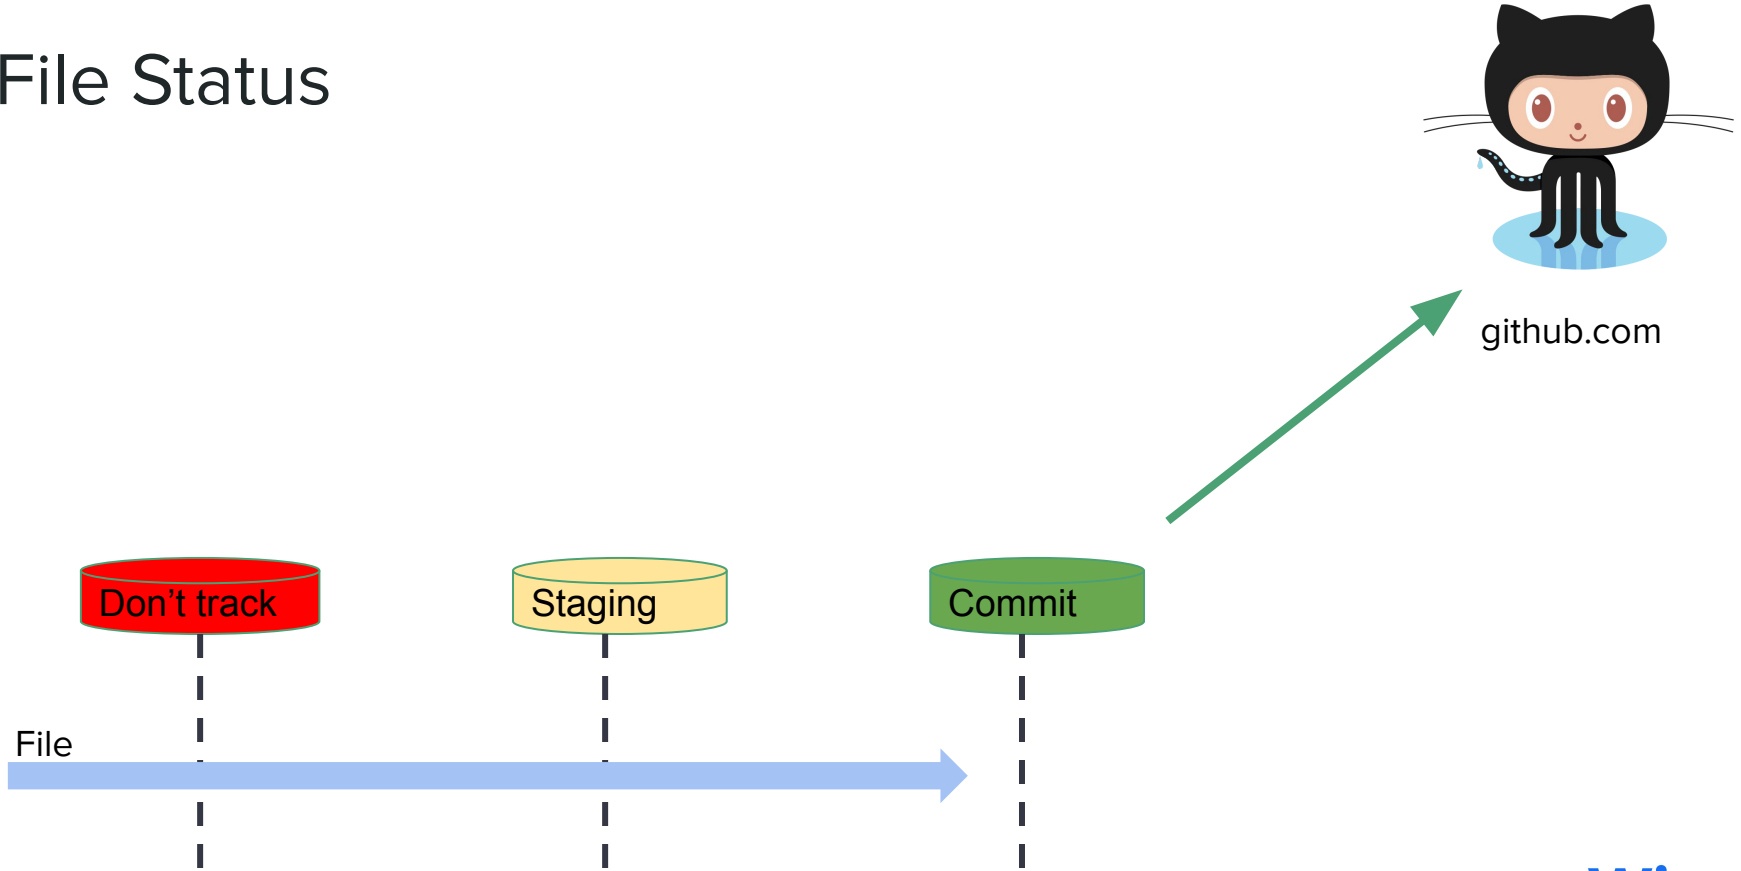 File Status
github.com
Don't track
Staging
Commit
File